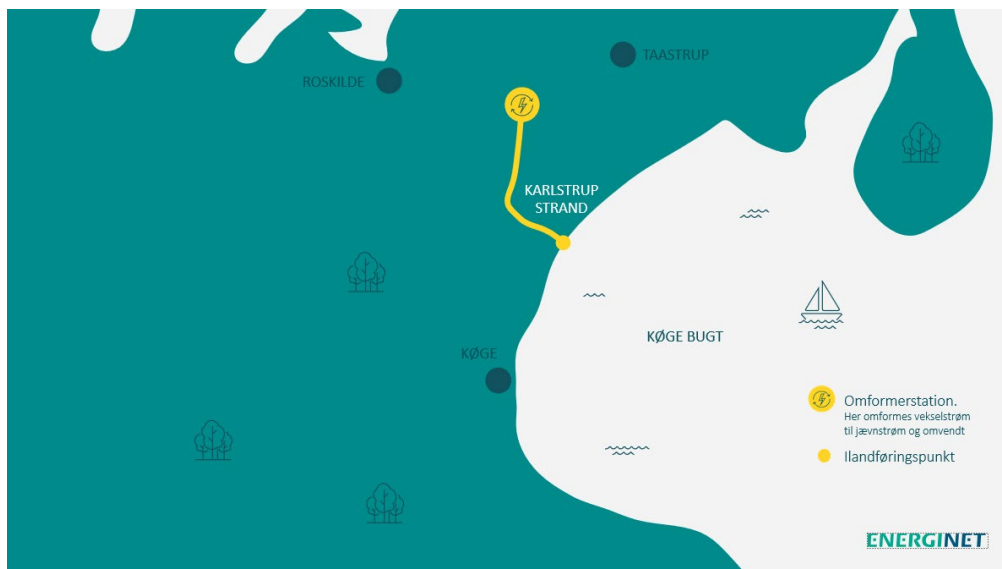 TAASTRUP
ROSKILDE
KARLSTRUP
STRAND
KØGE BUGT
KØGE
Omformerstation.
Her omformes vekselstrøm
til jævnstrøm og omvendt
Ilandføringspunkt
ENERGINET